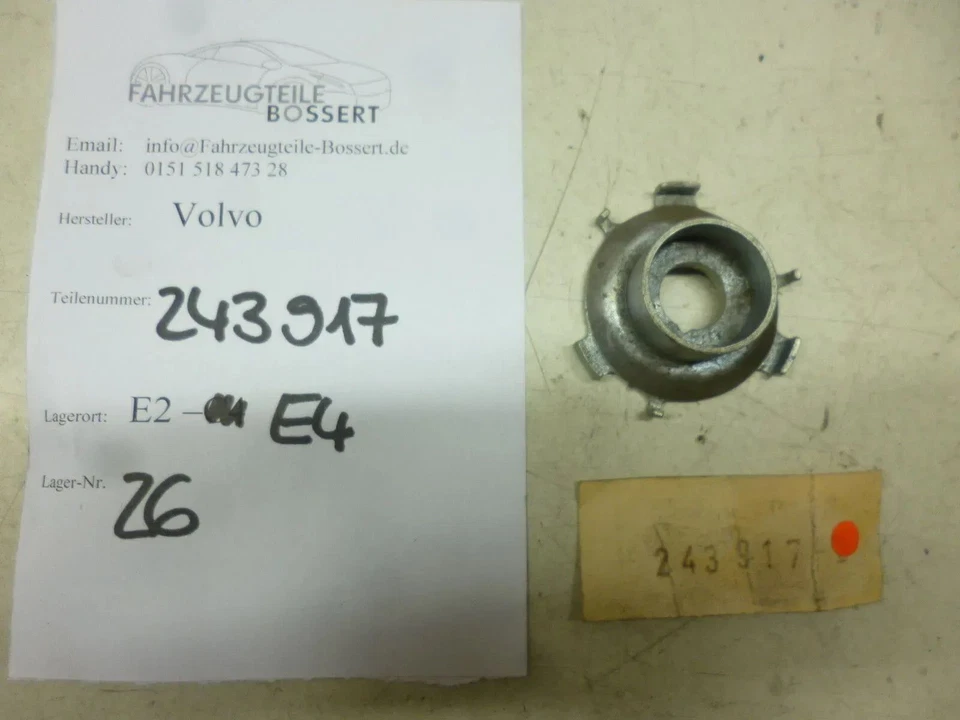 FAHRZEUGTEILE
BOSSERT
Email: info@Fahrzeugteile-Bossert.de
Handy: 0151 518 473 28
Hersteller: Volvo
Teilenummer: 243917
Lagerort: E2 – E4
Lager-Nr. 26
243917